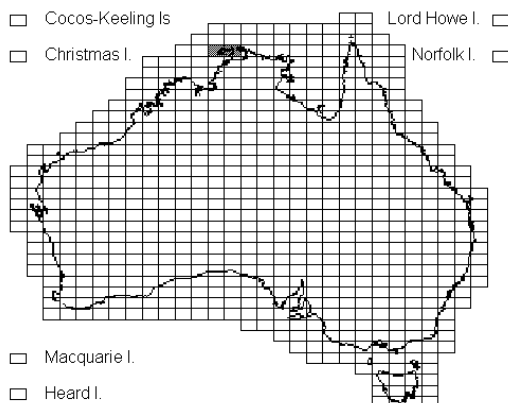 Cocos-Keeling Is
Lord Howe I.
Christmas I.
Norfolk I.
Macquarie I.
Heard I.